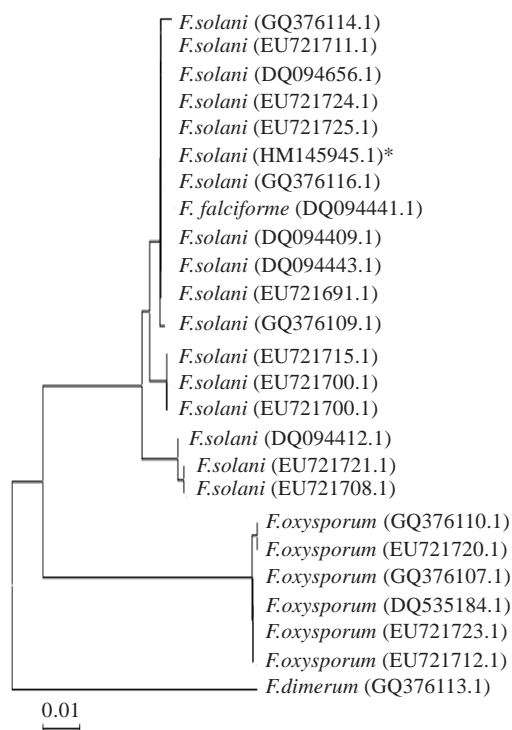 F.solani (GQ376114.1)
F.solani (EU721711.1)
F.solani (DQ094656.1)
F.solani (EU721724.1)
F.solani (EU721725.1)
F.solani (HM145945.1)*
F.solani (GQ376116.1)
F. falciforme (DQ094441.1)
F.solani (DQ094409.1)
F.solani (DQ094443.1)
F.solani (EU721691.1)
F.solani (GQ376109.1)
F.solani (EU721715.1)
F.solani (EU721700.1)
F.solani (EU721700.1)
F.solani (DQ094412.1)
F.solani (EU721721.1)
F.solani (EU721708.1)
F.oxysporum (GQ376110.1)
F.oxysporum (EU721720.1)
F.oxysporum (GQ376107.1)
F.oxysporum (DQ535184.1)
F.oxysporum (EU721723.1)
F.oxysporum (EU721712.1)
F.dimerum (GQ376113.1)
0.01